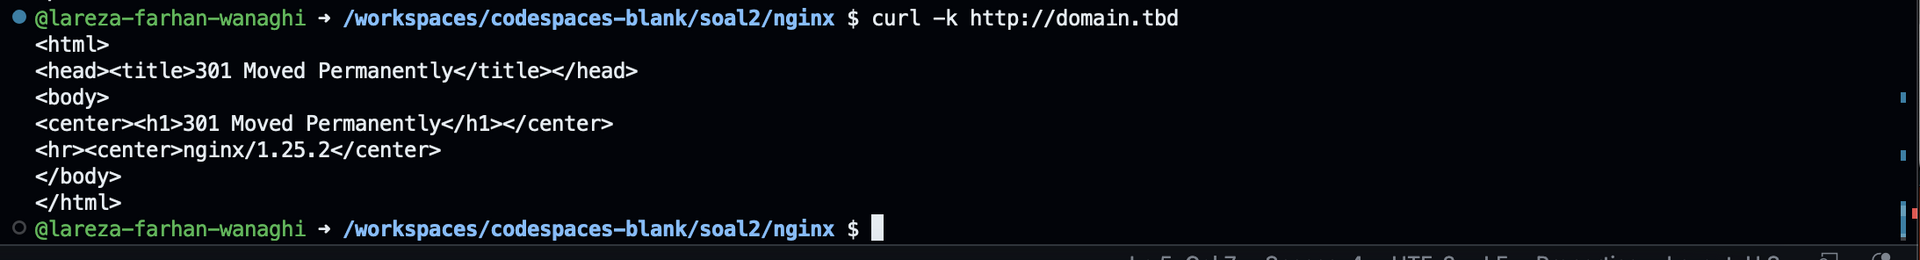 @lareza-farhan-wanaghi ➜ /workspaces/codespaces-blank/soal2/nginx $ curl -k http://domain.tbd
<html>
<head><title>301 Moved Permanently</title></head>
<body>
<center><h1>301 Moved Permanently</h1></center>
<hr><center>nginx/1.25.2</center>
</body>
</html>
@lareza-farhan-wanaghi ➜ /workspaces/codespaces-blank/soal2/nginx $